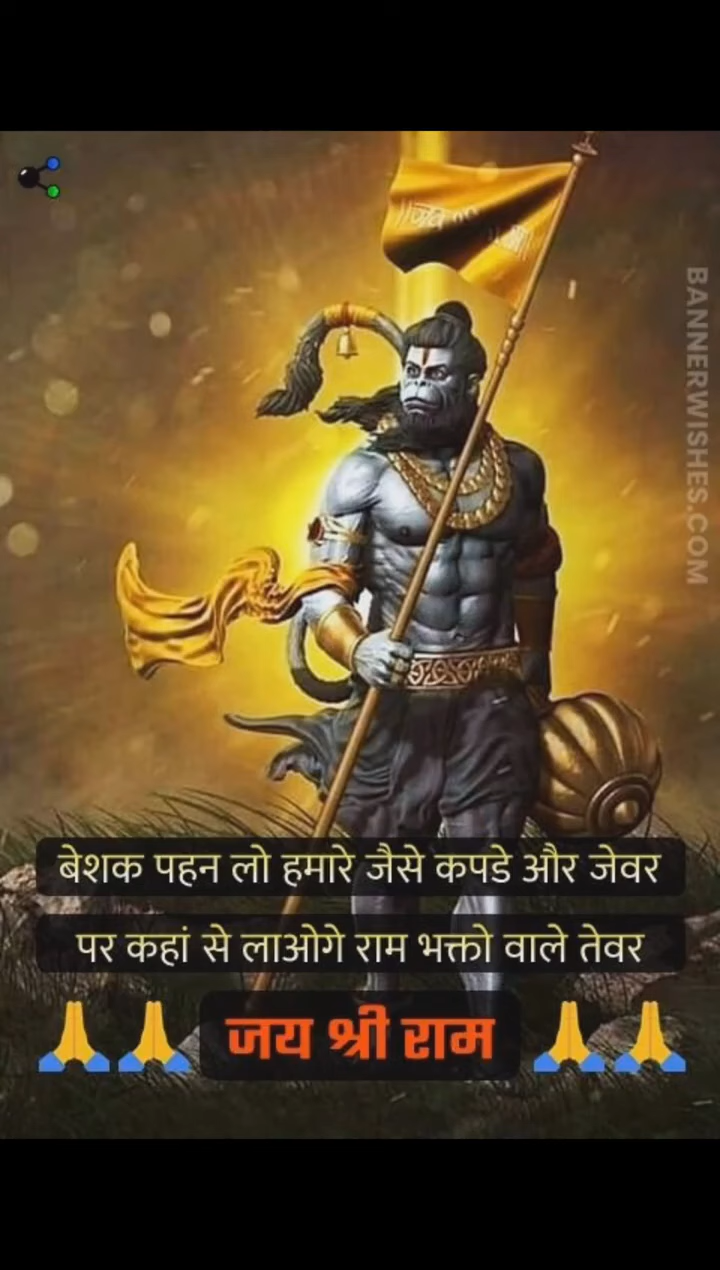 BANNERWISHES.COM
बेशक पहन लो हमारे जैसे कपडे और जेवर
पर कहां से लाओगे राम भक्तो वाले तेवर
🙏🙏 जय श्री राम 🙏🙏